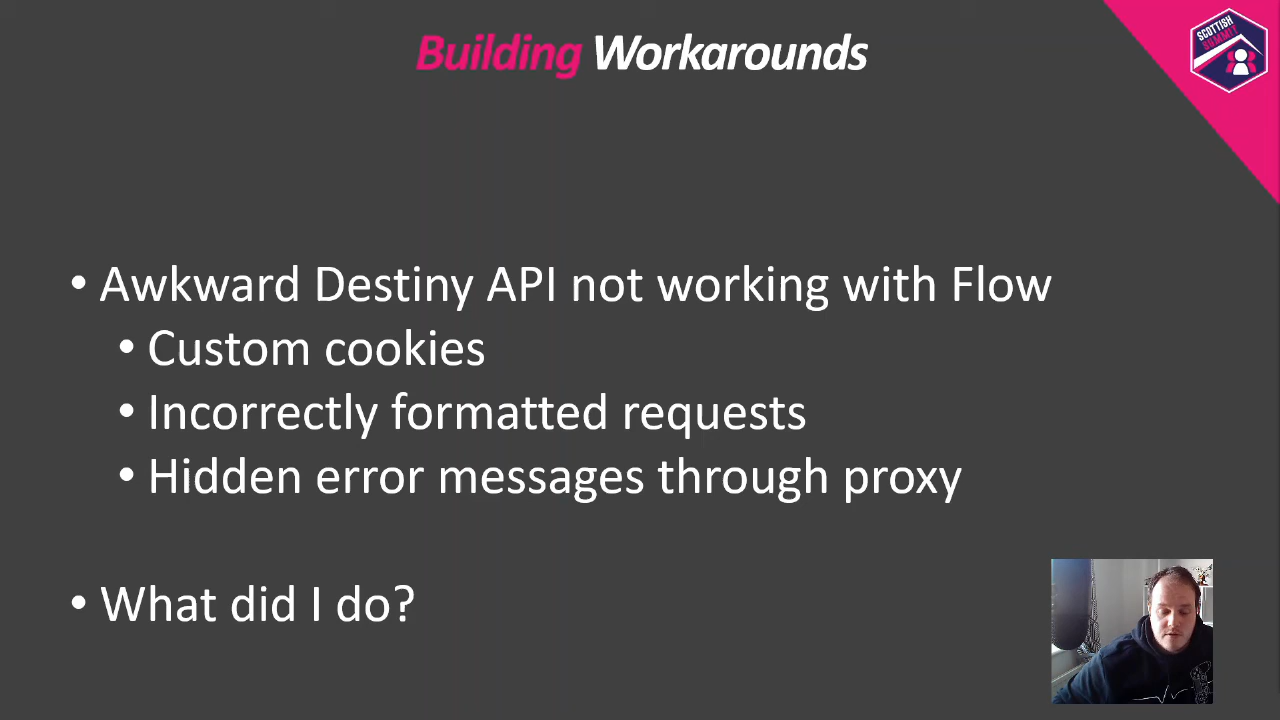 Building Workarounds
SCOTTISH
SUMMIT
• Awkward Destiny API not working with Flow
• Custom cookies
• Incorrectly formatted requests
• Hidden error messages through proxy
• What did I do?